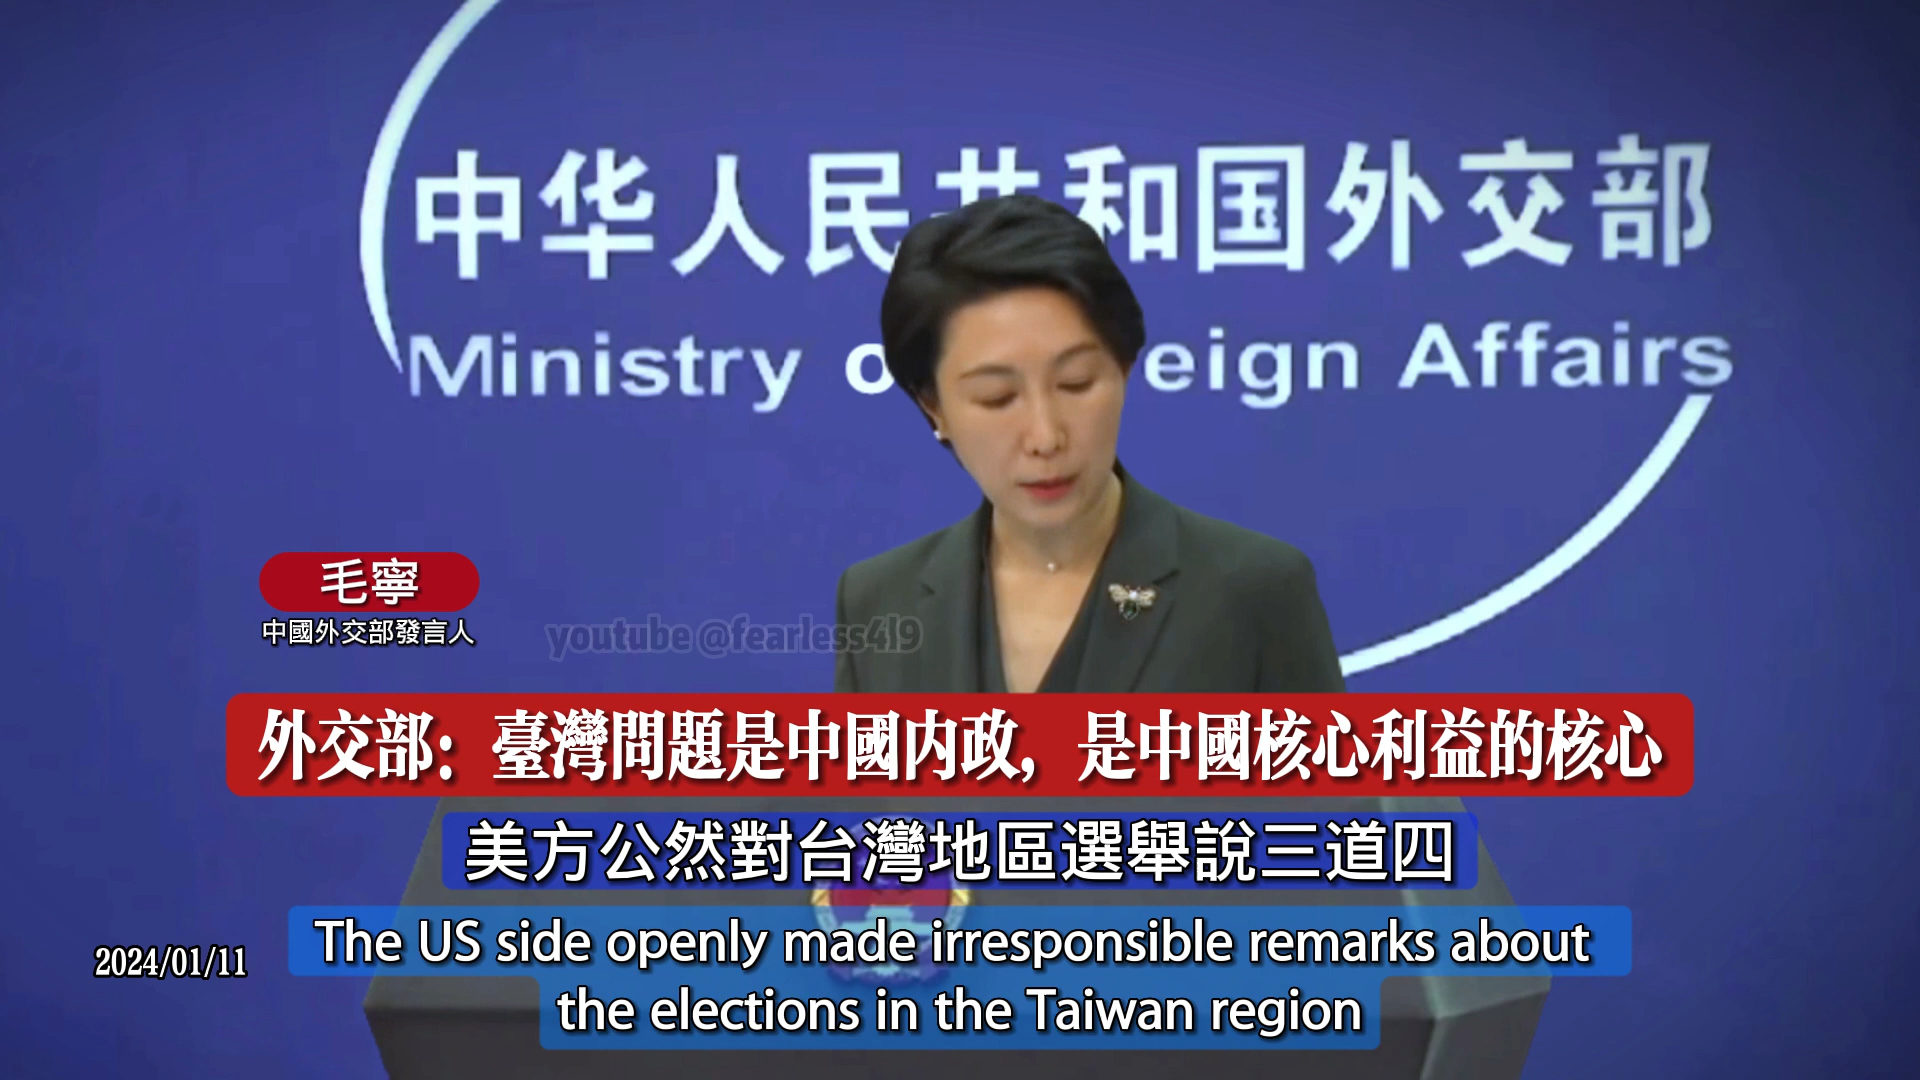 中华人民共和国外交部
Ministry o eign Affairs
毛寧
中國外交部發言人
youtube @fearless419
外交部：臺灣問題是中國内政，是中國核心利益的核心
美方公然對台灣地區選舉說三道四
2024/01/11
The US side openly made irresponsible remarks about
the elections in the Taiwan region